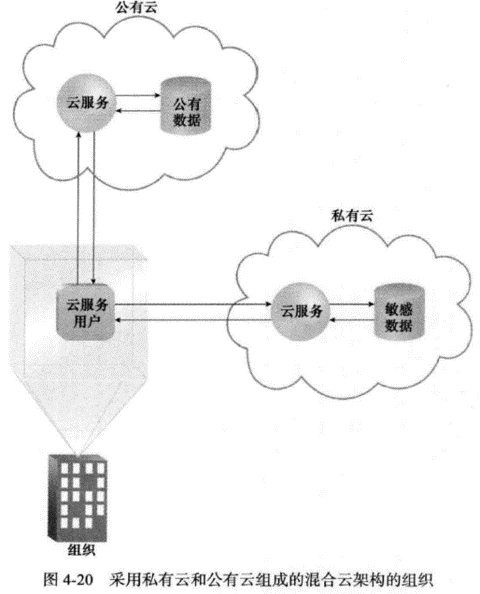 公有云
云服务
公有
数据
私有云
云服务
用户
云服务
敏感
数据
组织
图 4-20 采用私有云和公有云组成的混合云架构的组织